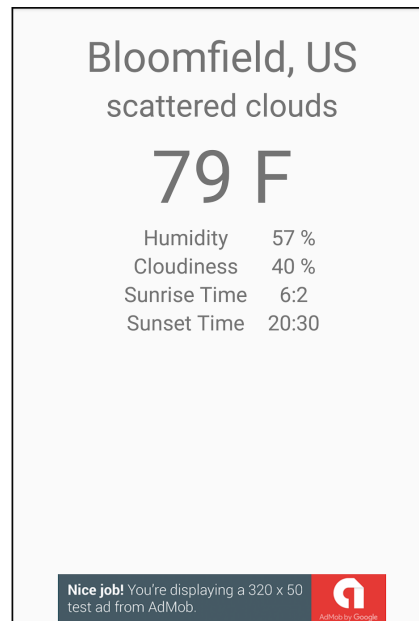 Bloomfield, US
scattered clouds
79 F
Humidity 57 %
Cloudiness 40 %
Sunrise Time 6:2
Sunset Time 20:30
Nice job! You're displaying a 320 x 50
test ad from AdMob.
AdMob by Google